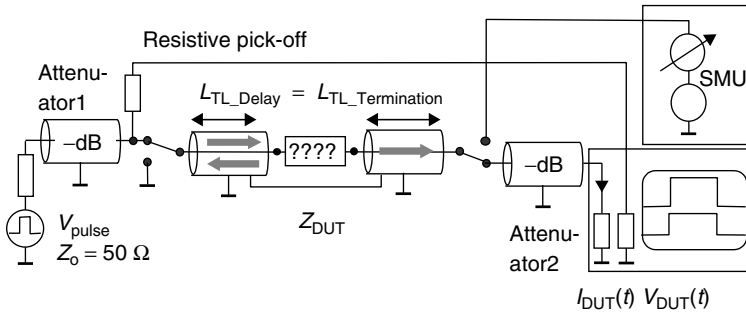 Resistive pick-off
Attenu-
ator1
L_TL_Delay = L_TL_Termination
SMU
–dB
????
–dB
V_pulse
Z_o = 50 Ω
Z_DUT
Attenu-
ator2
I_DUT(t) V_DUT(t)